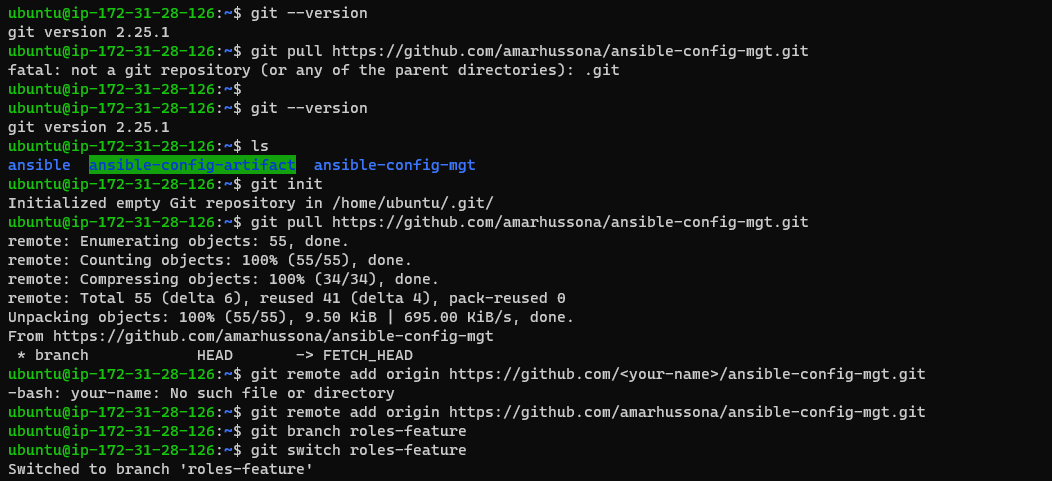 ubuntu@ip-172-31-28-126:~$ git --version
git version 2.25.1
ubuntu@ip-172-31-28-126:~$ git pull https://github.com/amarhussona/ansible-config-mgt.git
fatal: not a git repository (or any of the parent directories): .git
ubuntu@ip-172-31-28-126:~$
ubuntu@ip-172-31-28-126:~$ git --version
git version 2.25.1
ubuntu@ip-172-31-28-126:~$ ls
ansible  ansible-config-artifact  ansible-config-mgt
ubuntu@ip-172-31-28-126:~$ git init
Initialized empty Git repository in /home/ubuntu/.git/
ubuntu@ip-172-31-28-126:~$ git pull https://github.com/amarhussona/ansible-config-mgt.git
remote: Enumerating objects: 55, done.
remote: Counting objects: 100% (55/55), done.
remote: Compressing objects: 100% (34/34), done.
remote: Total 55 (delta 6), reused 41 (delta 4), pack-reused 0
Unpacking objects: 100% (55/55), 9.50 KiB | 695.00 KiB/s, done.
From https://github.com/amarhussona/ansible-config-mgt
 * branch            HEAD       -> FETCH_HEAD
ubuntu@ip-172-31-28-126:~$ git remote add origin https://github.com/<your-name>/ansible-config-mgt.git
-bash: your-name: No such file or directory
ubuntu@ip-172-31-28-126:~$ git remote add origin https://github.com/amarhussona/ansible-config-mgt.git
ubuntu@ip-172-31-28-126:~$ git branch roles-feature
ubuntu@ip-172-31-28-126:~$ git switch roles-feature
Switched to branch 'roles-feature'